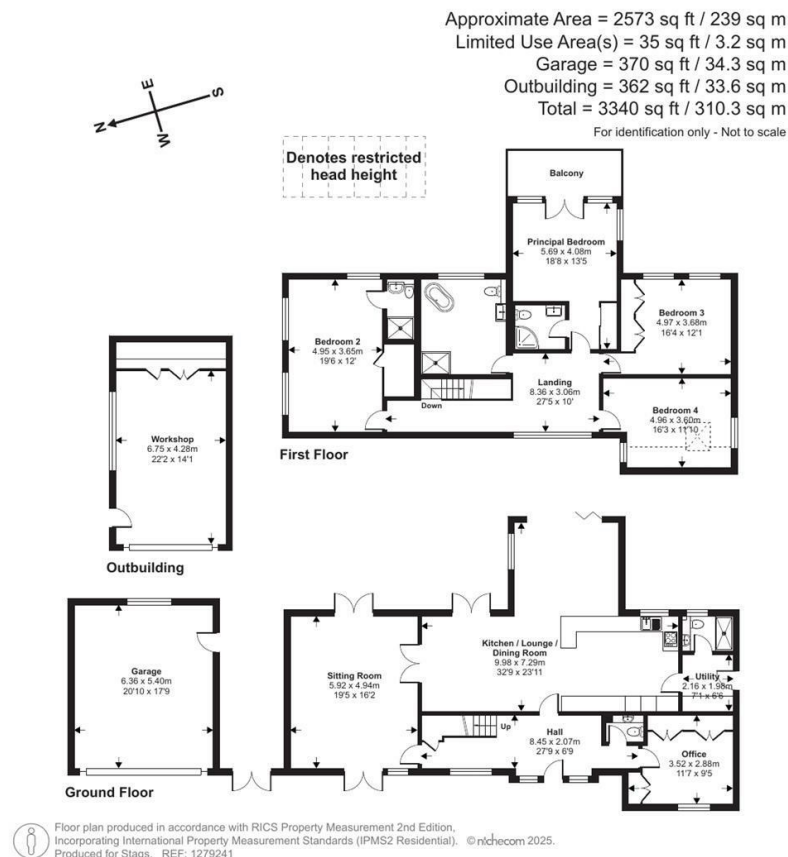 Approximate Area = 2573 sq ft / 239 sq m
Limited Use Area(s) = 35 sq ft / 3.2 sq m
Garage = 370 sq ft / 34.3 sq m
Outbuilding = 362 sq ft / 33.6 sq m
Total = 3340 sq ft / 310.3 sq m
For identification only - Not to scale
N
E
S
W
Denotes restricted
head height
Balcony
Principal Bedroom
5.69 x 4.08m
18'8 x 13'5
Bedroom 2
4.95 x 3.65m
19'6 x 12'
Bedroom 3
4.97 x 3.68m
16'4 x 12'1
Landing
8.36 x 3.06m
27'5 x 10'
Down
Bedroom 4
4.96 x 3.60m
16'3 x 11'10
First Floor
Workshop
6.75 x 4.28m
22'2 x 14'1
Outbuilding
Garage
6.36 x 5.40m
20'10 x 17'9
Sitting Room
5.92 x 4.94m
19'5 x 16'2
Kitchen / Lounge /
Dining Room
9.98 x 7.29m
32'9 x 23'11
Utility
2.16 x 1.98m
7'1 x 6'6
Up
Hall
8.45 x 2.07m
27'9 x 6'9
Office
3.52 x 2.88m
11'7 x 9'5
Ground Floor
Floor plan produced in accordance with RICS Property Measurement 2nd Edition,
Incorporating International Property Measurement Standards (IPMS2 Residential). © nichecom 2025.
Produced for Stags. REF: 1279241